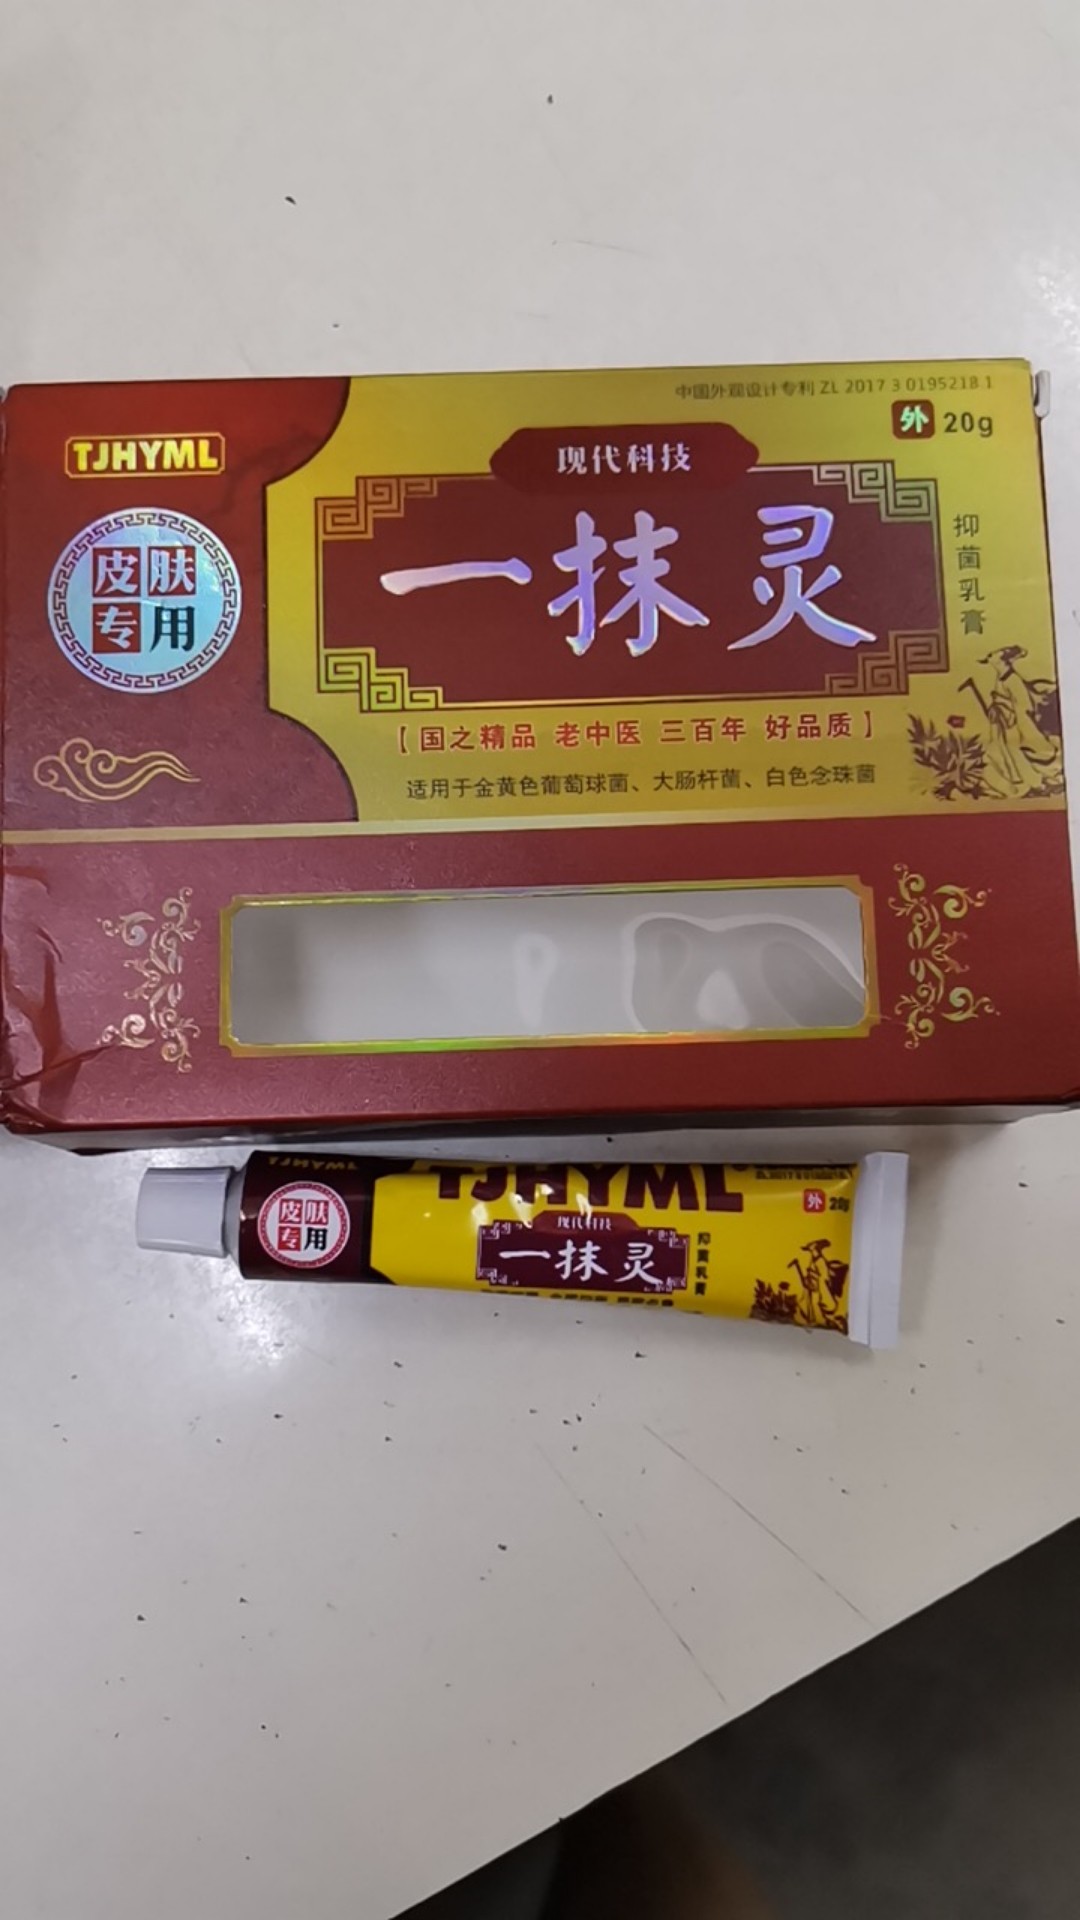 中国外观设计专利 ZL 2017 3 0195218.1
外 20g
TJHYML
现代科技
皮肤
专用
一抹灵
抑菌乳膏
【国之精品 老中医 三百年 好品质】
适用于金黄色葡萄球菌、大肠杆菌、白色念珠菌
TJHYML
TJHYML
外 20g
皮肤
专用
现代科技
一抹灵
抑菌乳膏